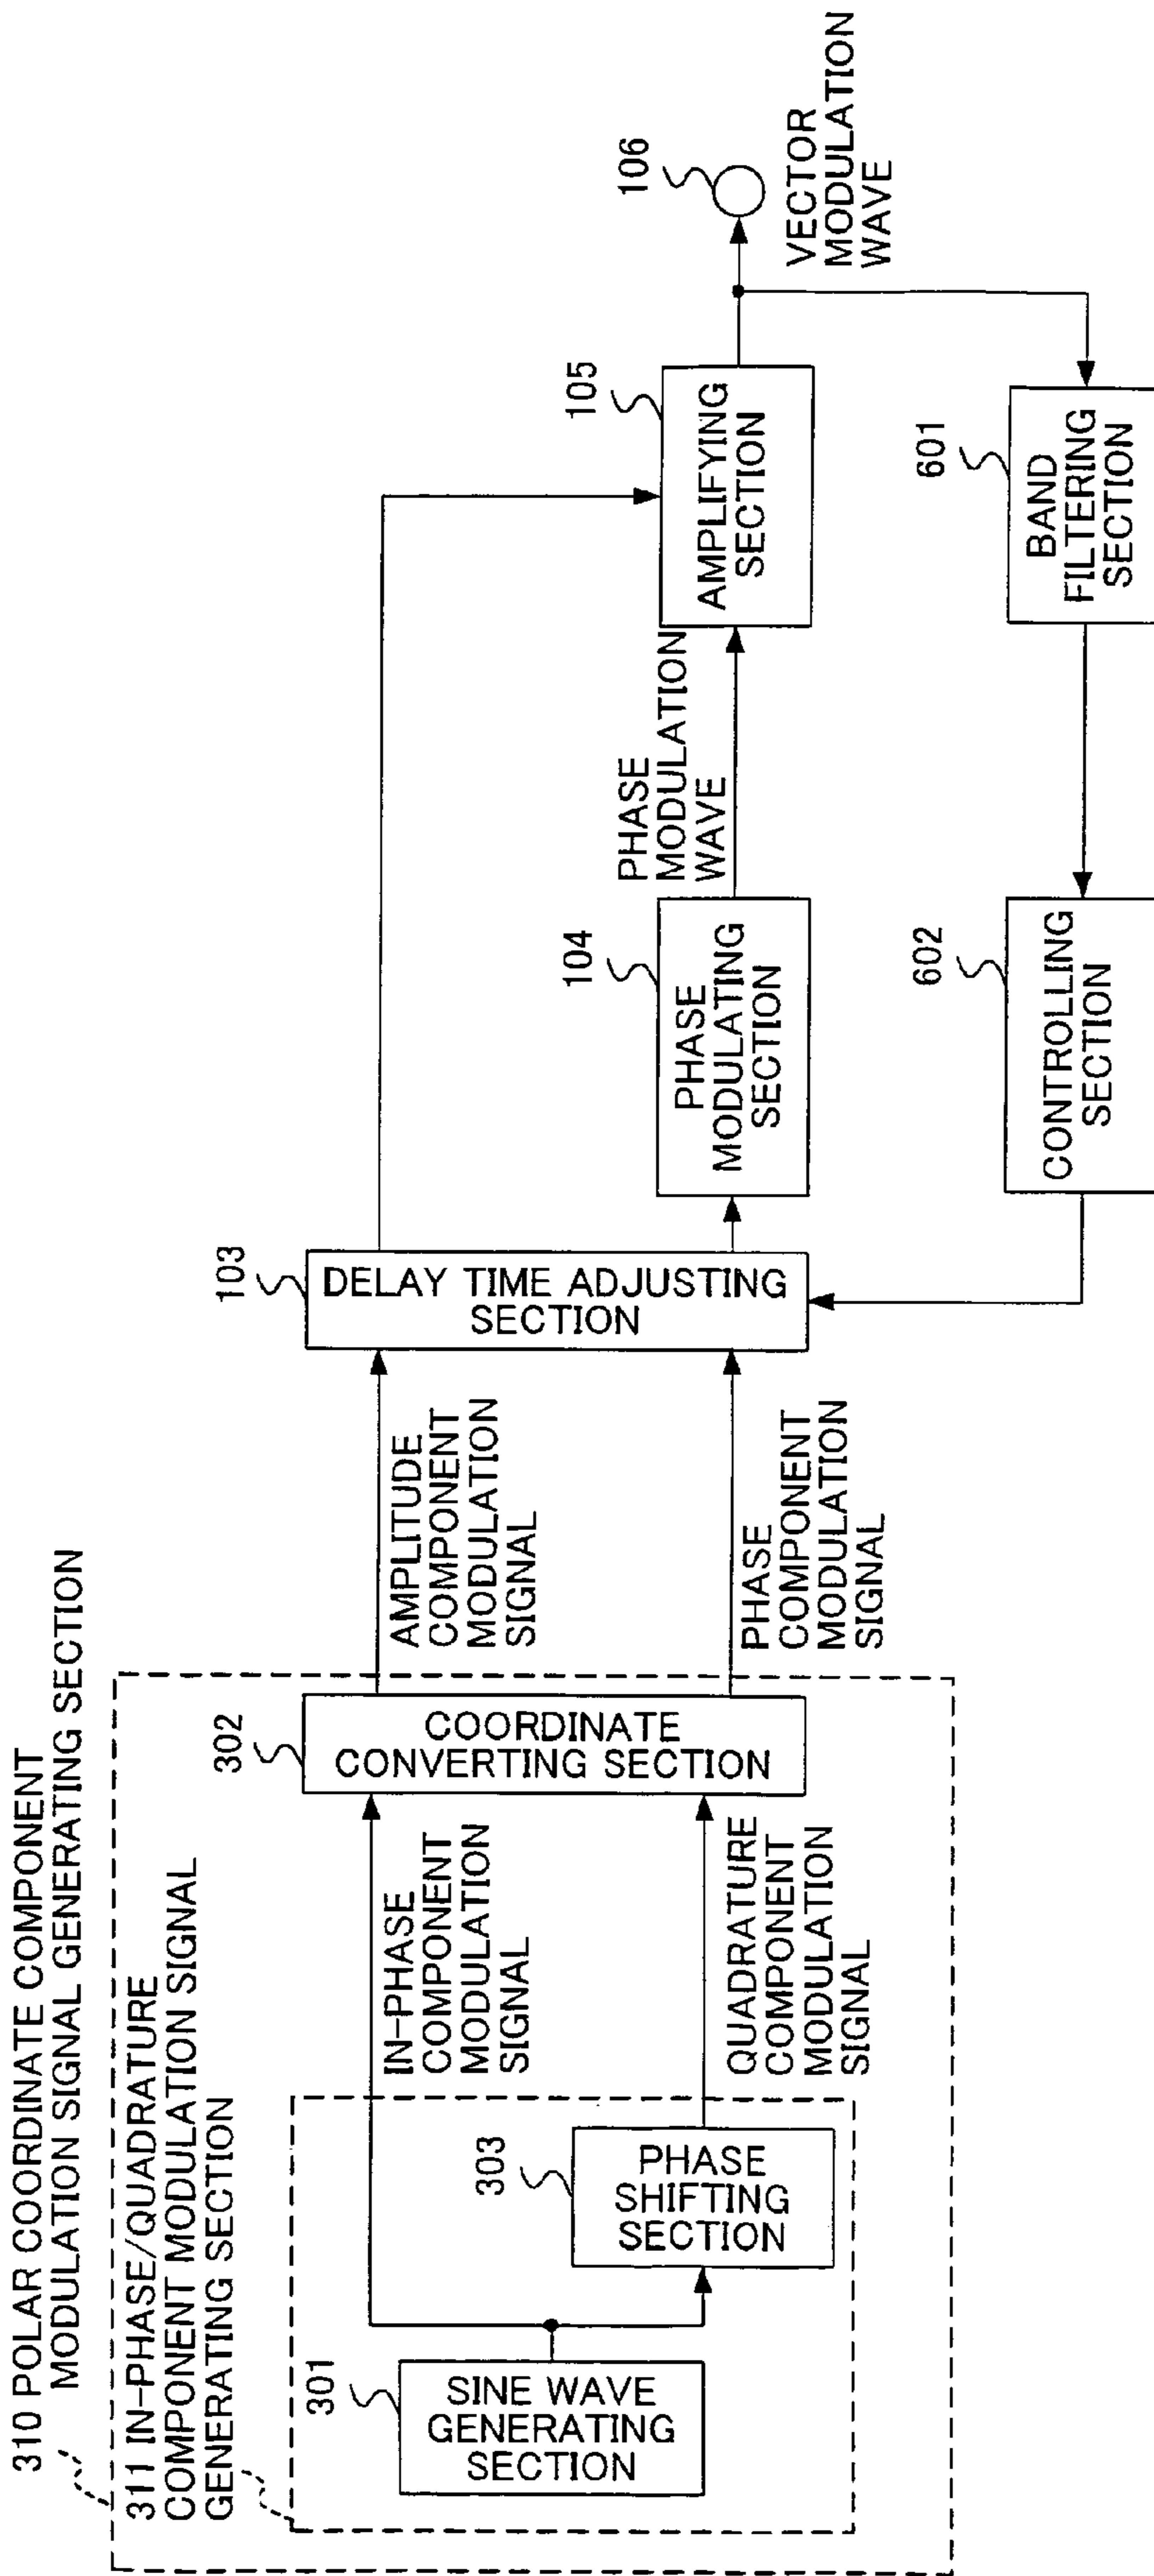 310 POLAR COORDINATE COMPONENT
MODULATION SIGNAL GENERATING SECTION
311 IN-PHASE/QUADRATURE
COMPONENT MODULATION SIGNAL
GENERATING SECTION
301
SINE WAVE
GENERATING
SECTION
303
PHASE
SHIFTING
SECTION
IN-PHASE
COMPONENT
MODULATION
SIGNAL
QUADRATURE
COMPONENT
MODULATION
SIGNAL
302
COORDINATE
CONVERTING SECTION
AMPLITUDE
COMPONENT
MODULATION
SIGNAL
PHASE
COMPONENT
MODULATION
SIGNAL
103
DELAY TIME ADJUSTING
SECTION
104
PHASE
MODULATING
SECTION
PHASE
MODULATION
WAVE
105
AMPLIFYING
SECTION
106
VECTOR
MODULATION
WAVE
601
BAND
FILTERING
SECTION
602
CONTROLLING
SECTION